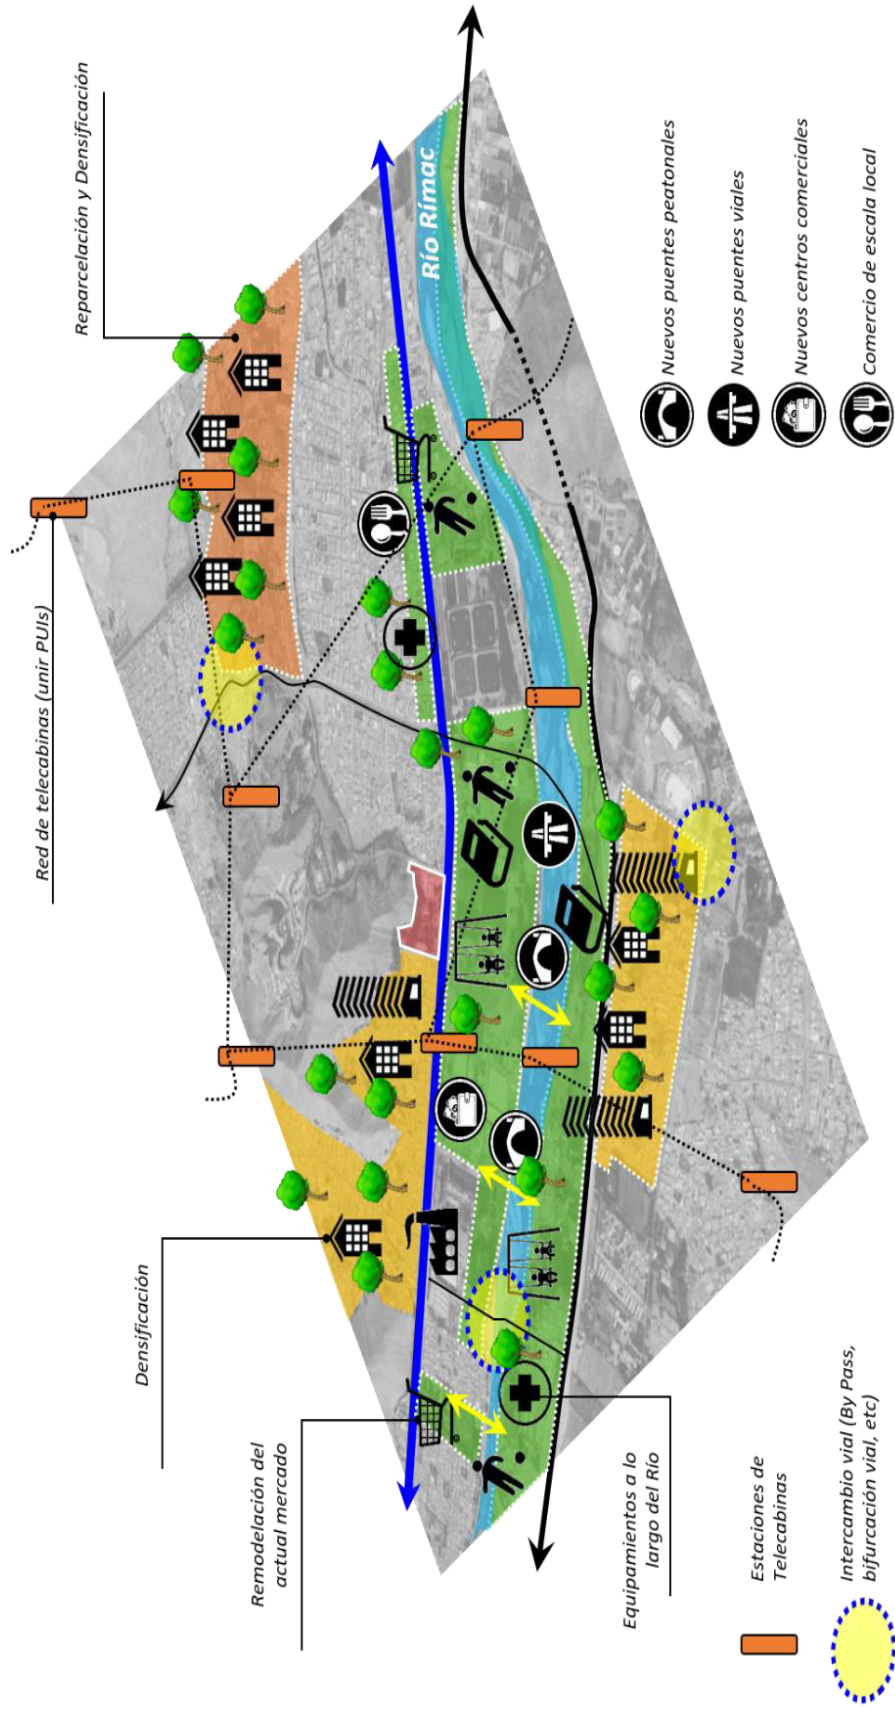 Remodelación del
actual mercado
Densificación
Red de telecabinas (unir PUIs)
Reparcelación y Densificación
Río Rímac
Equipamientos a lo
largo del Río
Estaciones de
Telecabinas
Intercambio vial (By Pass,
bifurcación vial, etc)
Nuevos puentes peatonales
Nuevos puentes viales
Nuevos centros comerciales
Comercio de escala local